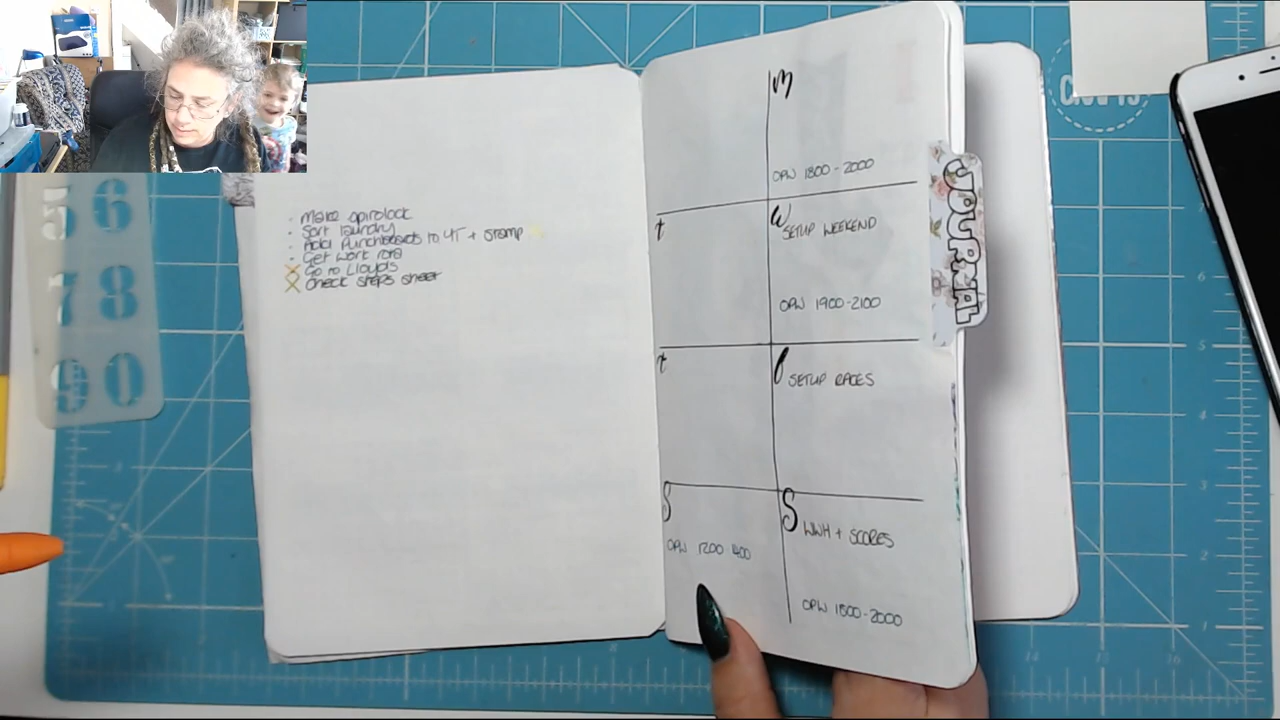 - Make spirolock
- Sort laundry
- Add Punchboards to YT + stamp
- Get work rota
X Go to Lloyds
X Check steps sheet
M
OPW 1800-2000
t
W SETUP WEEKEND
OPW 1900-2100
t
f SETUP RACES
S
OPW 1200 1400
S WWH + SCORES
OPW 1800-2000
JOURNAL
5 6
7 8
9 0